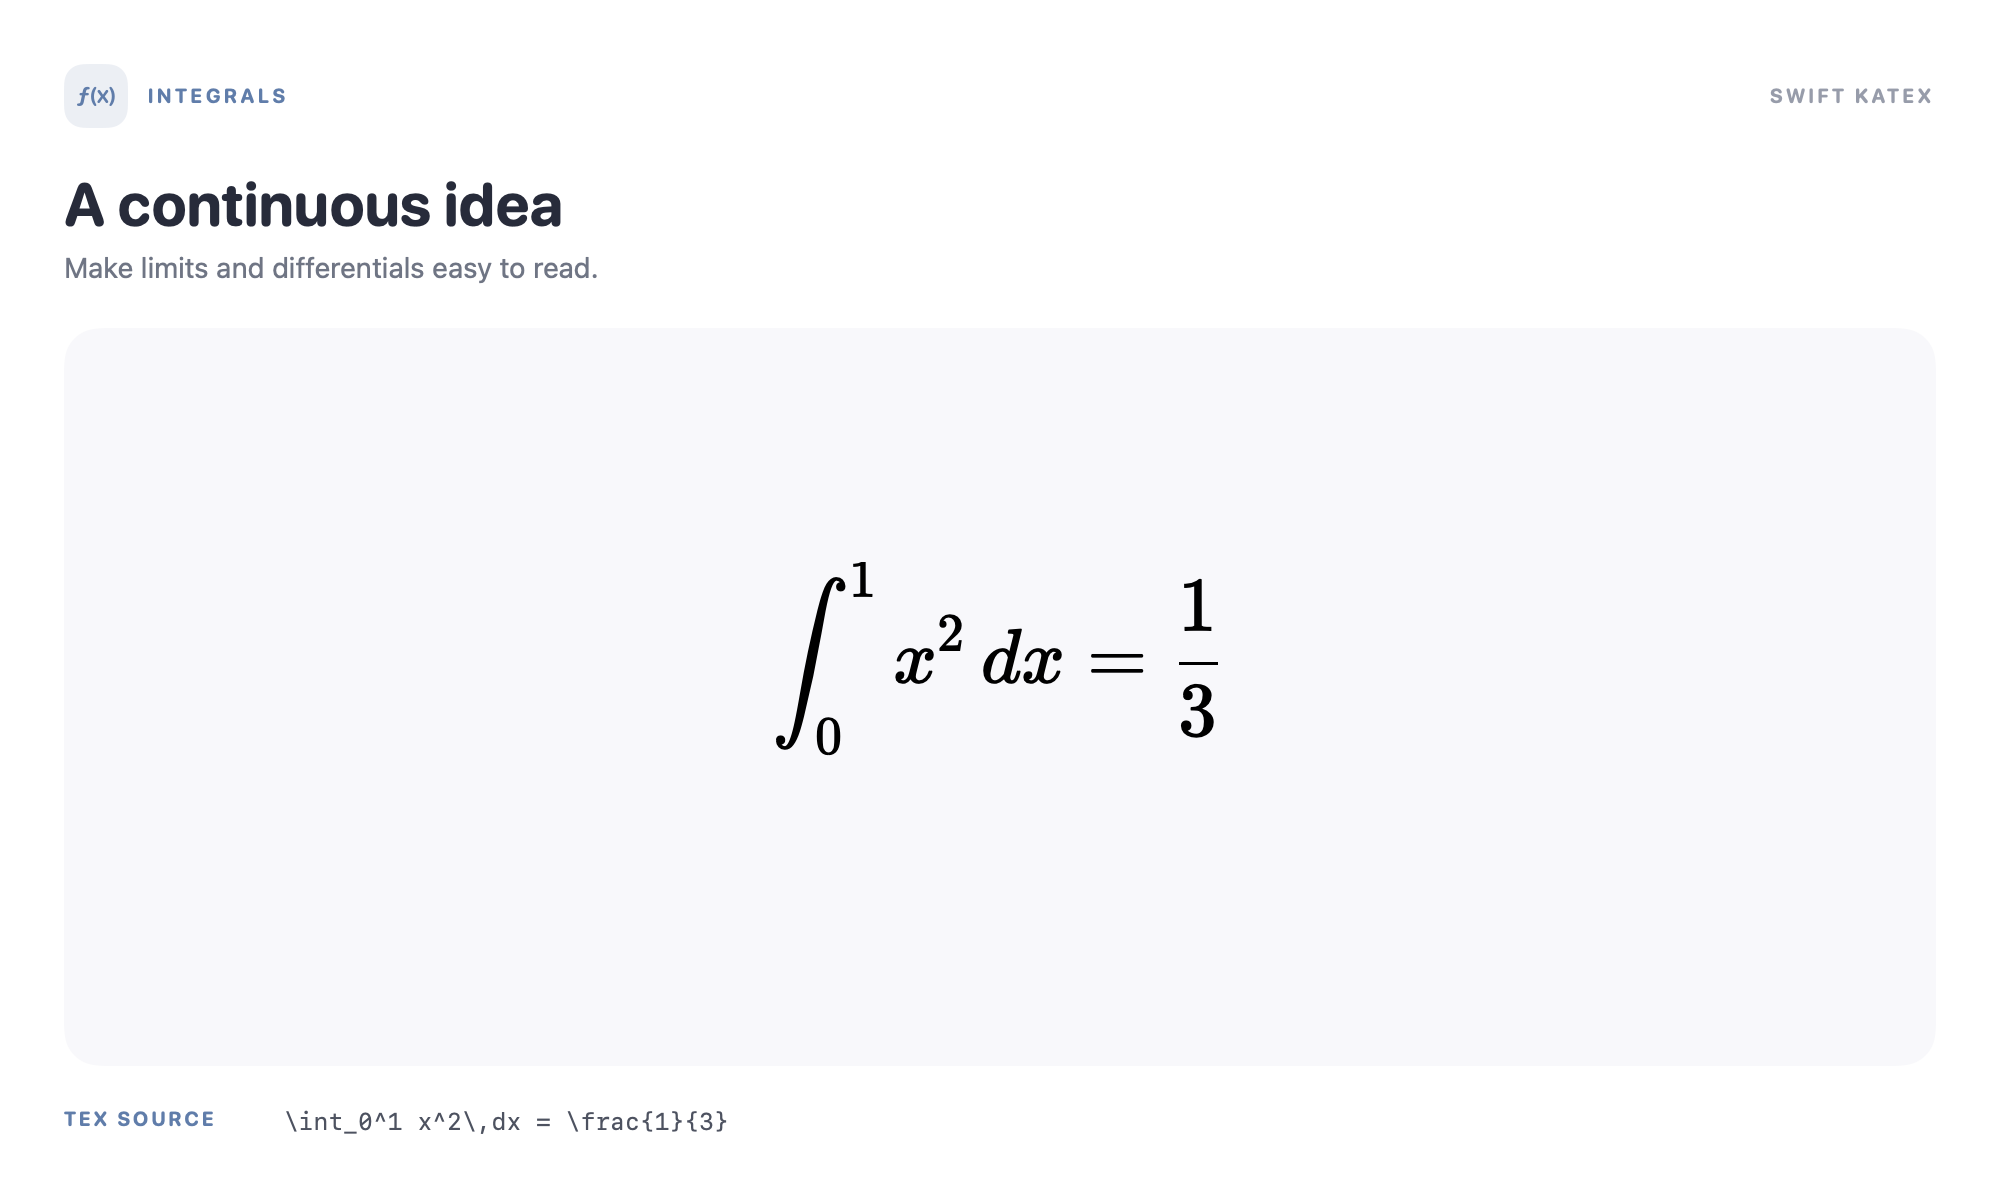 f(x) INTEGRALS
SWIFT KATEX
A continuous idea
Make limits and differentials easy to read.
∫₀¹ x² dx = 1/3
TEX SOURCE \int_0^1 x^2\,dx = \frac{1}{3}